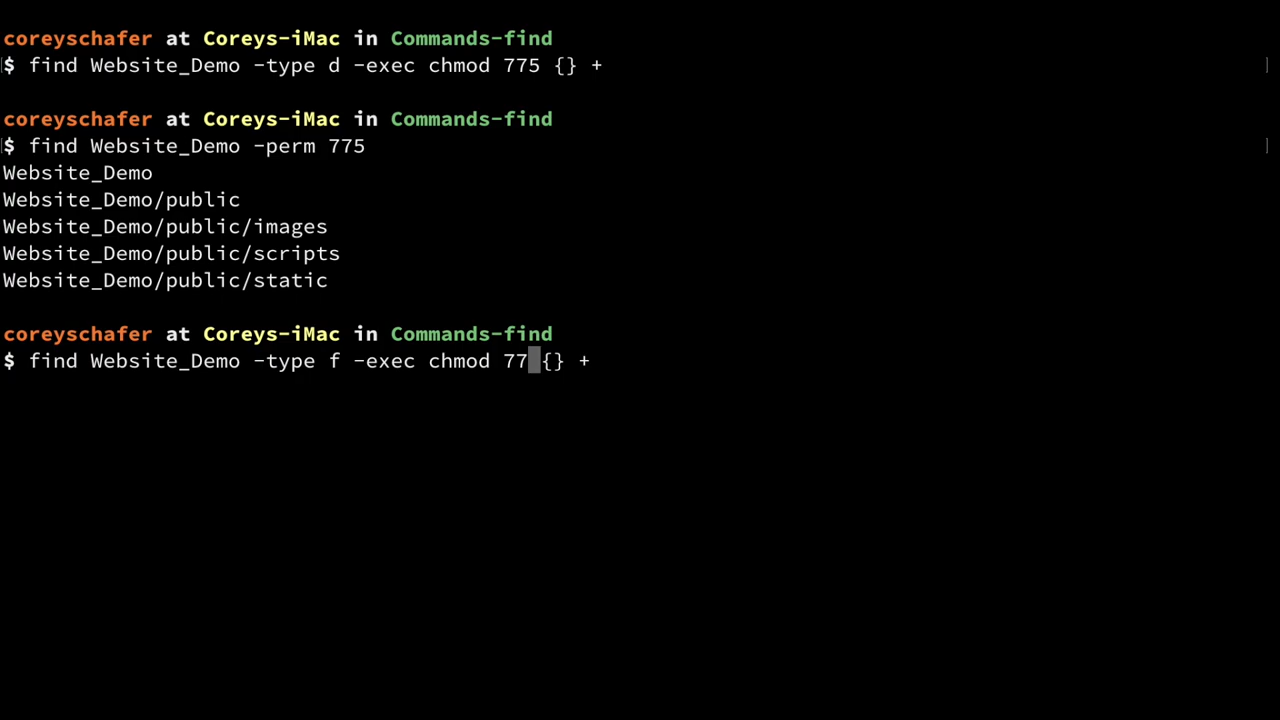 coreyschafer at Coreys-iMac in Commands-find
$ find Website_Demo -type d -exec chmod 775 {} +
coreyschafer at Coreys-iMac in Commands-find
$ find Website_Demo -perm 775
Website_Demo
Website_Demo/public
Website_Demo/public/images
Website_Demo/public/scripts
Website_Demo/public/static
coreyschafer at Coreys-iMac in Commands-find
$ find Website_Demo -type f -exec chmod 77 {} +